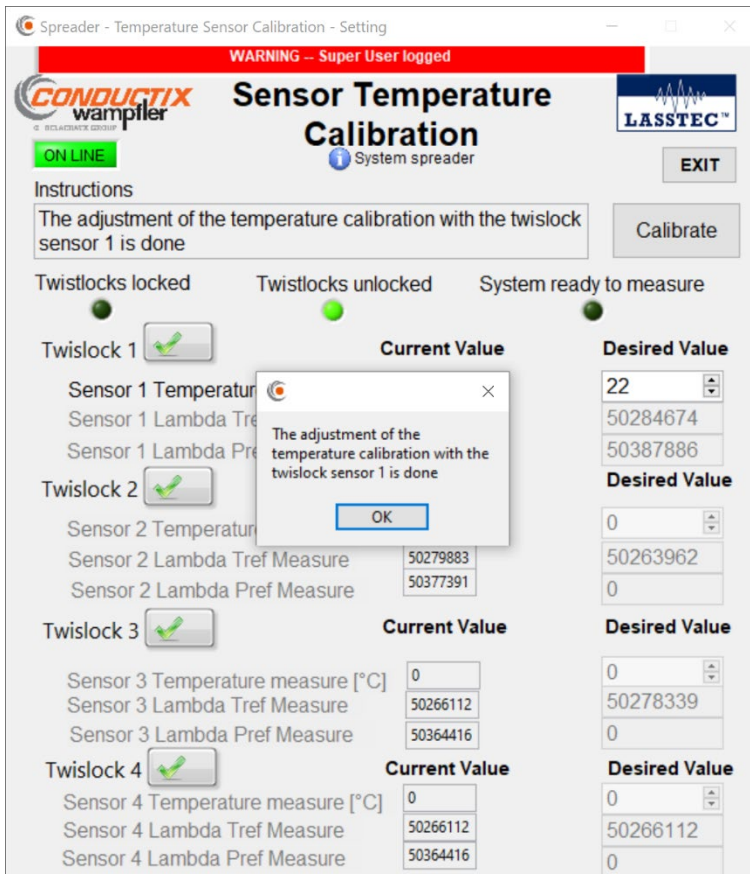 Spreader - Temperature Sensor Calibration - Setting
WARNING -- Super User logged
CONDUCTIX
wampfler
Sensor Temperature
Calibration
LASSTEC™
ON LINE
System spreader
EXIT
Instructions
The adjustment of the temperature calibration with the twislock
sensor 1 is done
Calibrate
Twistlocks locked Twistlocks unlocked System ready to measure
Twislock 1 Current Value Desired Value
Sensor 1 Temperatur 22
Sensor 1 Lambda Tre 50284674
Sensor 1 Lambda Pre 50387886
The adjustment of the
temperature calibration with the
twislock sensor 1 is done
OK
Twislock 2 Desired Value
Sensor 2 Temperatur 0
Sensor 2 Lambda Tref Measure 50279883 50263962
Sensor 2 Lambda Pref Measure 50377391 0
Twislock 3 Current Value Desired Value
Sensor 3 Temperature measure [°C] 0 0
Sensor 3 Lambda Tref Measure 50266112 50278339
Sensor 3 Lambda Pref Measure 50364416 0
Twislock 4 Current Value Desired Value
Sensor 4 Temperature measure [°C] 0 0
Sensor 4 Lambda Tref Measure 50266112 50266112
Sensor 4 Lambda Pref Measure 50364416 0